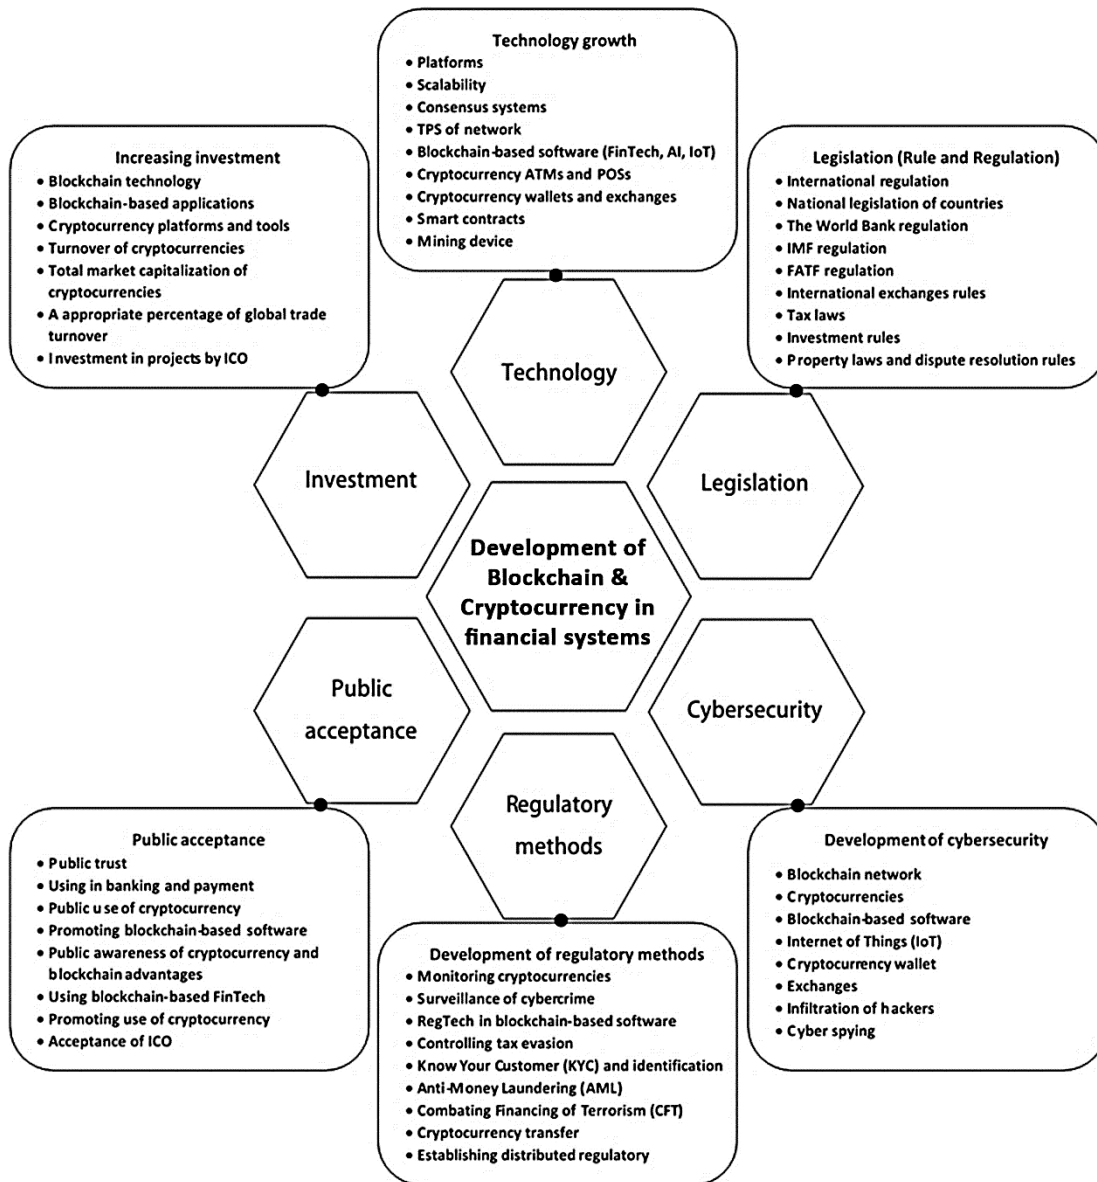 Technology growth
• Platforms
• Scalability
• Consensus systems
• TPS of network
• Blockchain-based software (FinTech, AI, IoT)
• Cryptocurrency ATMs and POSs
• Cryptocurrency wallets and exchanges
• Smart contracts
• Mining device
Increasing investment
• Blockchain technology
• Blockchain-based applications
• Cryptocurrency platforms and tools
• Turnover of cryptocurrencies
• Total market capitalization of
cryptocurrencies
• A appropriate percentage of global trade
turnover
• Investment in projects by ICO
Legislation (Rule and Regulation)
• International regulation
• National legislation of countries
• The World Bank regulation
• IMF regulation
• FATF regulation
• International exchanges rules
• Tax laws
• Investment rules
• Property laws and dispute resolution rules
Technology
Investment
Legislation
Development of
Blockchain &
Cryptocurrency in
financial systems
Public
acceptance
Cybersecurity
Regulatory
methods
Public acceptance
• Public trust
• Using in banking and payment
• Public use of cryptocurrency
• Promoting blockchain-based software
• Public awareness of cryptocurrency and
blockchain advantages
• Using blockchain-based FinTech
• Promoting use of cryptocurrency
• Acceptance of ICO
Development of regulatory methods
• Monitoring cryptocurrencies
• Surveillance of cybercrime
• RegTech in blockchain-based software
• Controlling tax evasion
• Know Your Customer (KYC) and identification
• Anti-Money Laundering (AML)
• Combating Financing of Terrorism (CFT)
• Cryptocurrency transfer
• Establishing distributed regulatory
Development of cybersecurity
• Blockchain network
• Cryptocurrencies
• Blockchain-based software
• Internet of Things (IoT)
• Cryptocurrency wallet
• Exchanges
• Infiltration of hackers
• Cyber spying